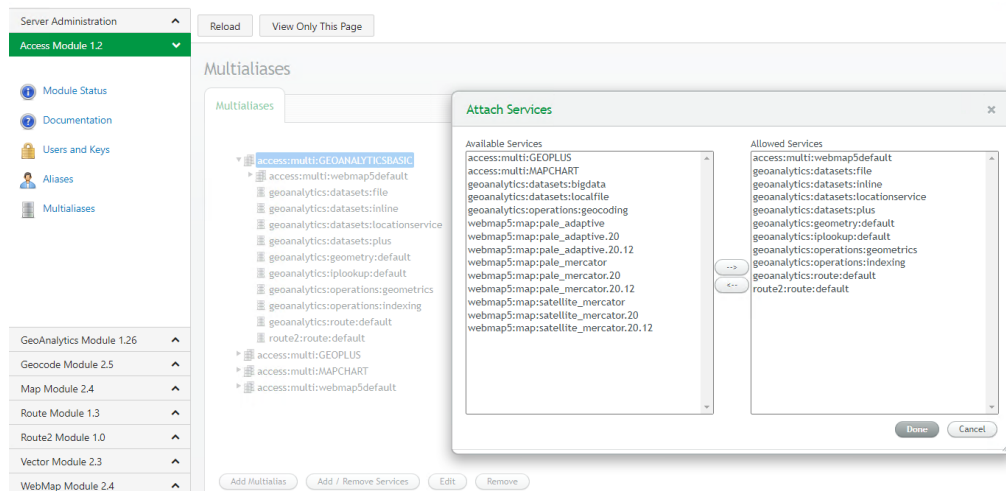 Server Administration
Access Module 1.2
Module Status
Documentation
Users and Keys
Aliases
Multialiases
GeoAnalytics Module 1.26
Geocode Module 2.5
Map Module 2.4
Route Module 1.3
Route2 Module 1.0
Vector Module 2.3
WebMap Module 2.4
Reload
View Only This Page
Multialiases
Multialiases
access:multi:GEOANALYTICSBASIC
access:multi:webmap5default
geoanalytics:datasets:file
geoanalytics:datasets:inline
geoanalytics:datasets:locationservice
geoanalytics:datasets:plus
geoanalytics:geometry:default
geoanalytics:iplookup:default
geoanalytics:operations:geometrics
geoanalytics:operations:indexing
geoanalytics:route:default
route2:route:default
access:multi:GEOPLUS
access:multi:MAPCHART
access:multi:webmap5default
Add Multialias
Add / Remove Services
Edit
Remove
Attach Services
Available Services
access:multi:GEOPLUS
access:multi:MAPCHART
geoanalytics:datasets:bigdata
geoanalytics:datasets:localfile
geoanalytics:operations:geocoding
webmap5:map:pale_adaptive
webmap5:map:pale_adaptive.20
webmap5:map:pale_adaptive.20.12
webmap5:map:pale_mercator
webmap5:map:pale_mercator.20
webmap5:map:pale_mercator.20.12
webmap5:map:satellite_mercator
webmap5:map:satellite_mercator.20
webmap5:map:satellite_mercator.20.12
-->
<--
Allowed Services
access:multi:webmap5default
geoanalytics:datasets:file
geoanalytics:datasets:inline
geoanalytics:datasets:locationservice
geoanalytics:datasets:plus
geoanalytics:geometry:default
geoanalytics:iplookup:default
geoanalytics:operations:geometrics
geoanalytics:operations:indexing
geoanalytics:route:default
route2:route:default
Done
Cancel